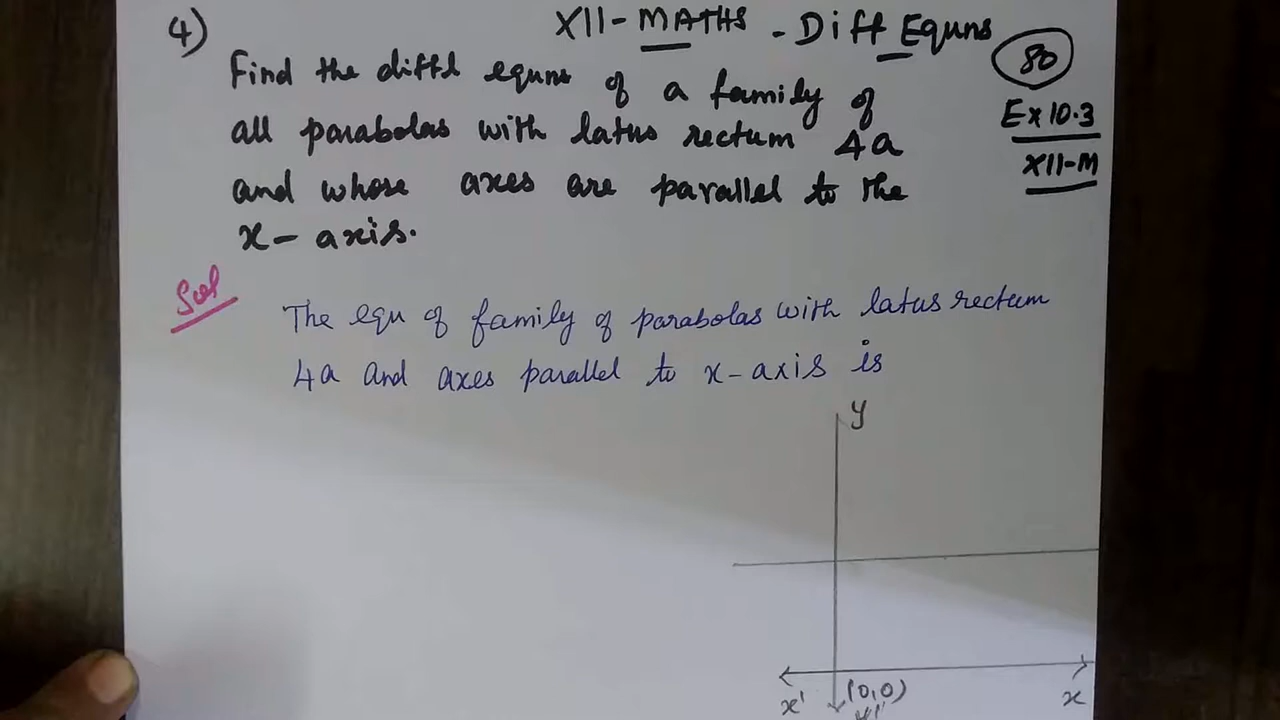 4)
XII-MATHS - Diff Equns
80
Find the diffl equns of a family of
Ex 10.3
all parabolas with latus rectum 4a
XII-M
and whose axes are parallel to the
x- axis.
Sol
The equ of family of parabolas with latus rectum
4a and axes parallel to x-axis is
y
x' (0,0) x